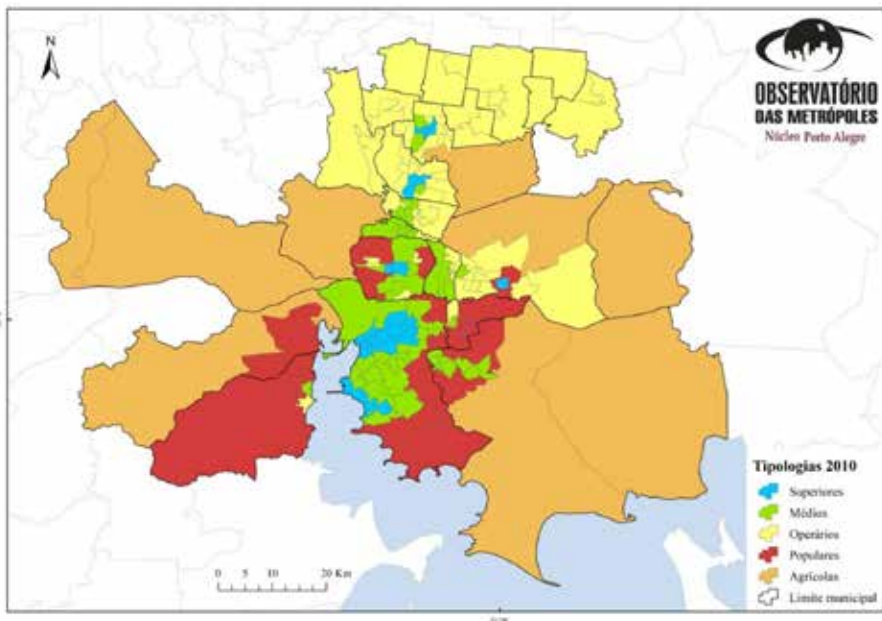 N
OBSERVATÓRIO
DAS METRÓPOLES
Núcleo Porto Alegre
Tipologias 2010
Superiores
Médios
Operários
Populares
Agrícolas
Limite municipal
0 5 10 20 Km